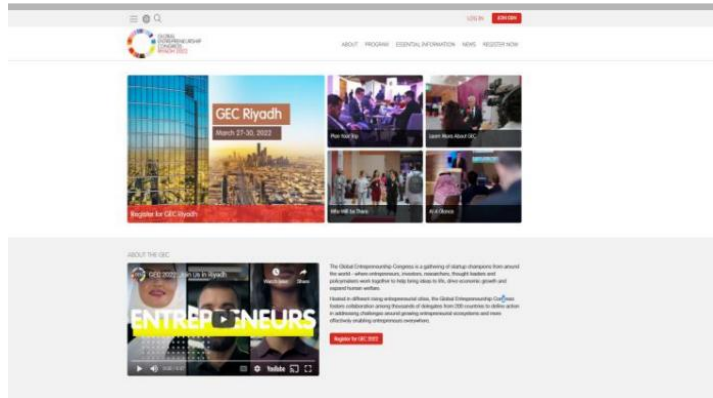 LOG IN
JOIN GEN
GLOBAL
ENTREPRENEURSHIP
CONGRESS
RIYADH 2022
ABOUT PROGRAM ESSENTIAL INFORMATION NEWS REGISTER NOW
GEC Riyadh
March 27-30, 2022
Register for GEC Riyadh
Plan Your Trip
Learn More About GEC
Who Will be There
At A Glance
ABOUT THE GEC
GEC 2022: Join Us in Riyadh
Watch later
Share
ENTREPRENEURS
YouTube
The Global Entrepreneurship Congress is a gathering of startup champions from around
the world - where entrepreneurs, investors, researchers, thought leaders and
policymakers work together to help bring ideas to life, drive economic growth and
expand human welfare.
Hosted in different rising entrepreneurial cities, the Global Entrepreneurship Congress
fosters collaboration among thousands of delegates from 200 countries to define action
in addressing challenges around growing entrepreneurial ecosystems and more
effectively enabling entrepreneurs everywhere.
Register for GEC 2022